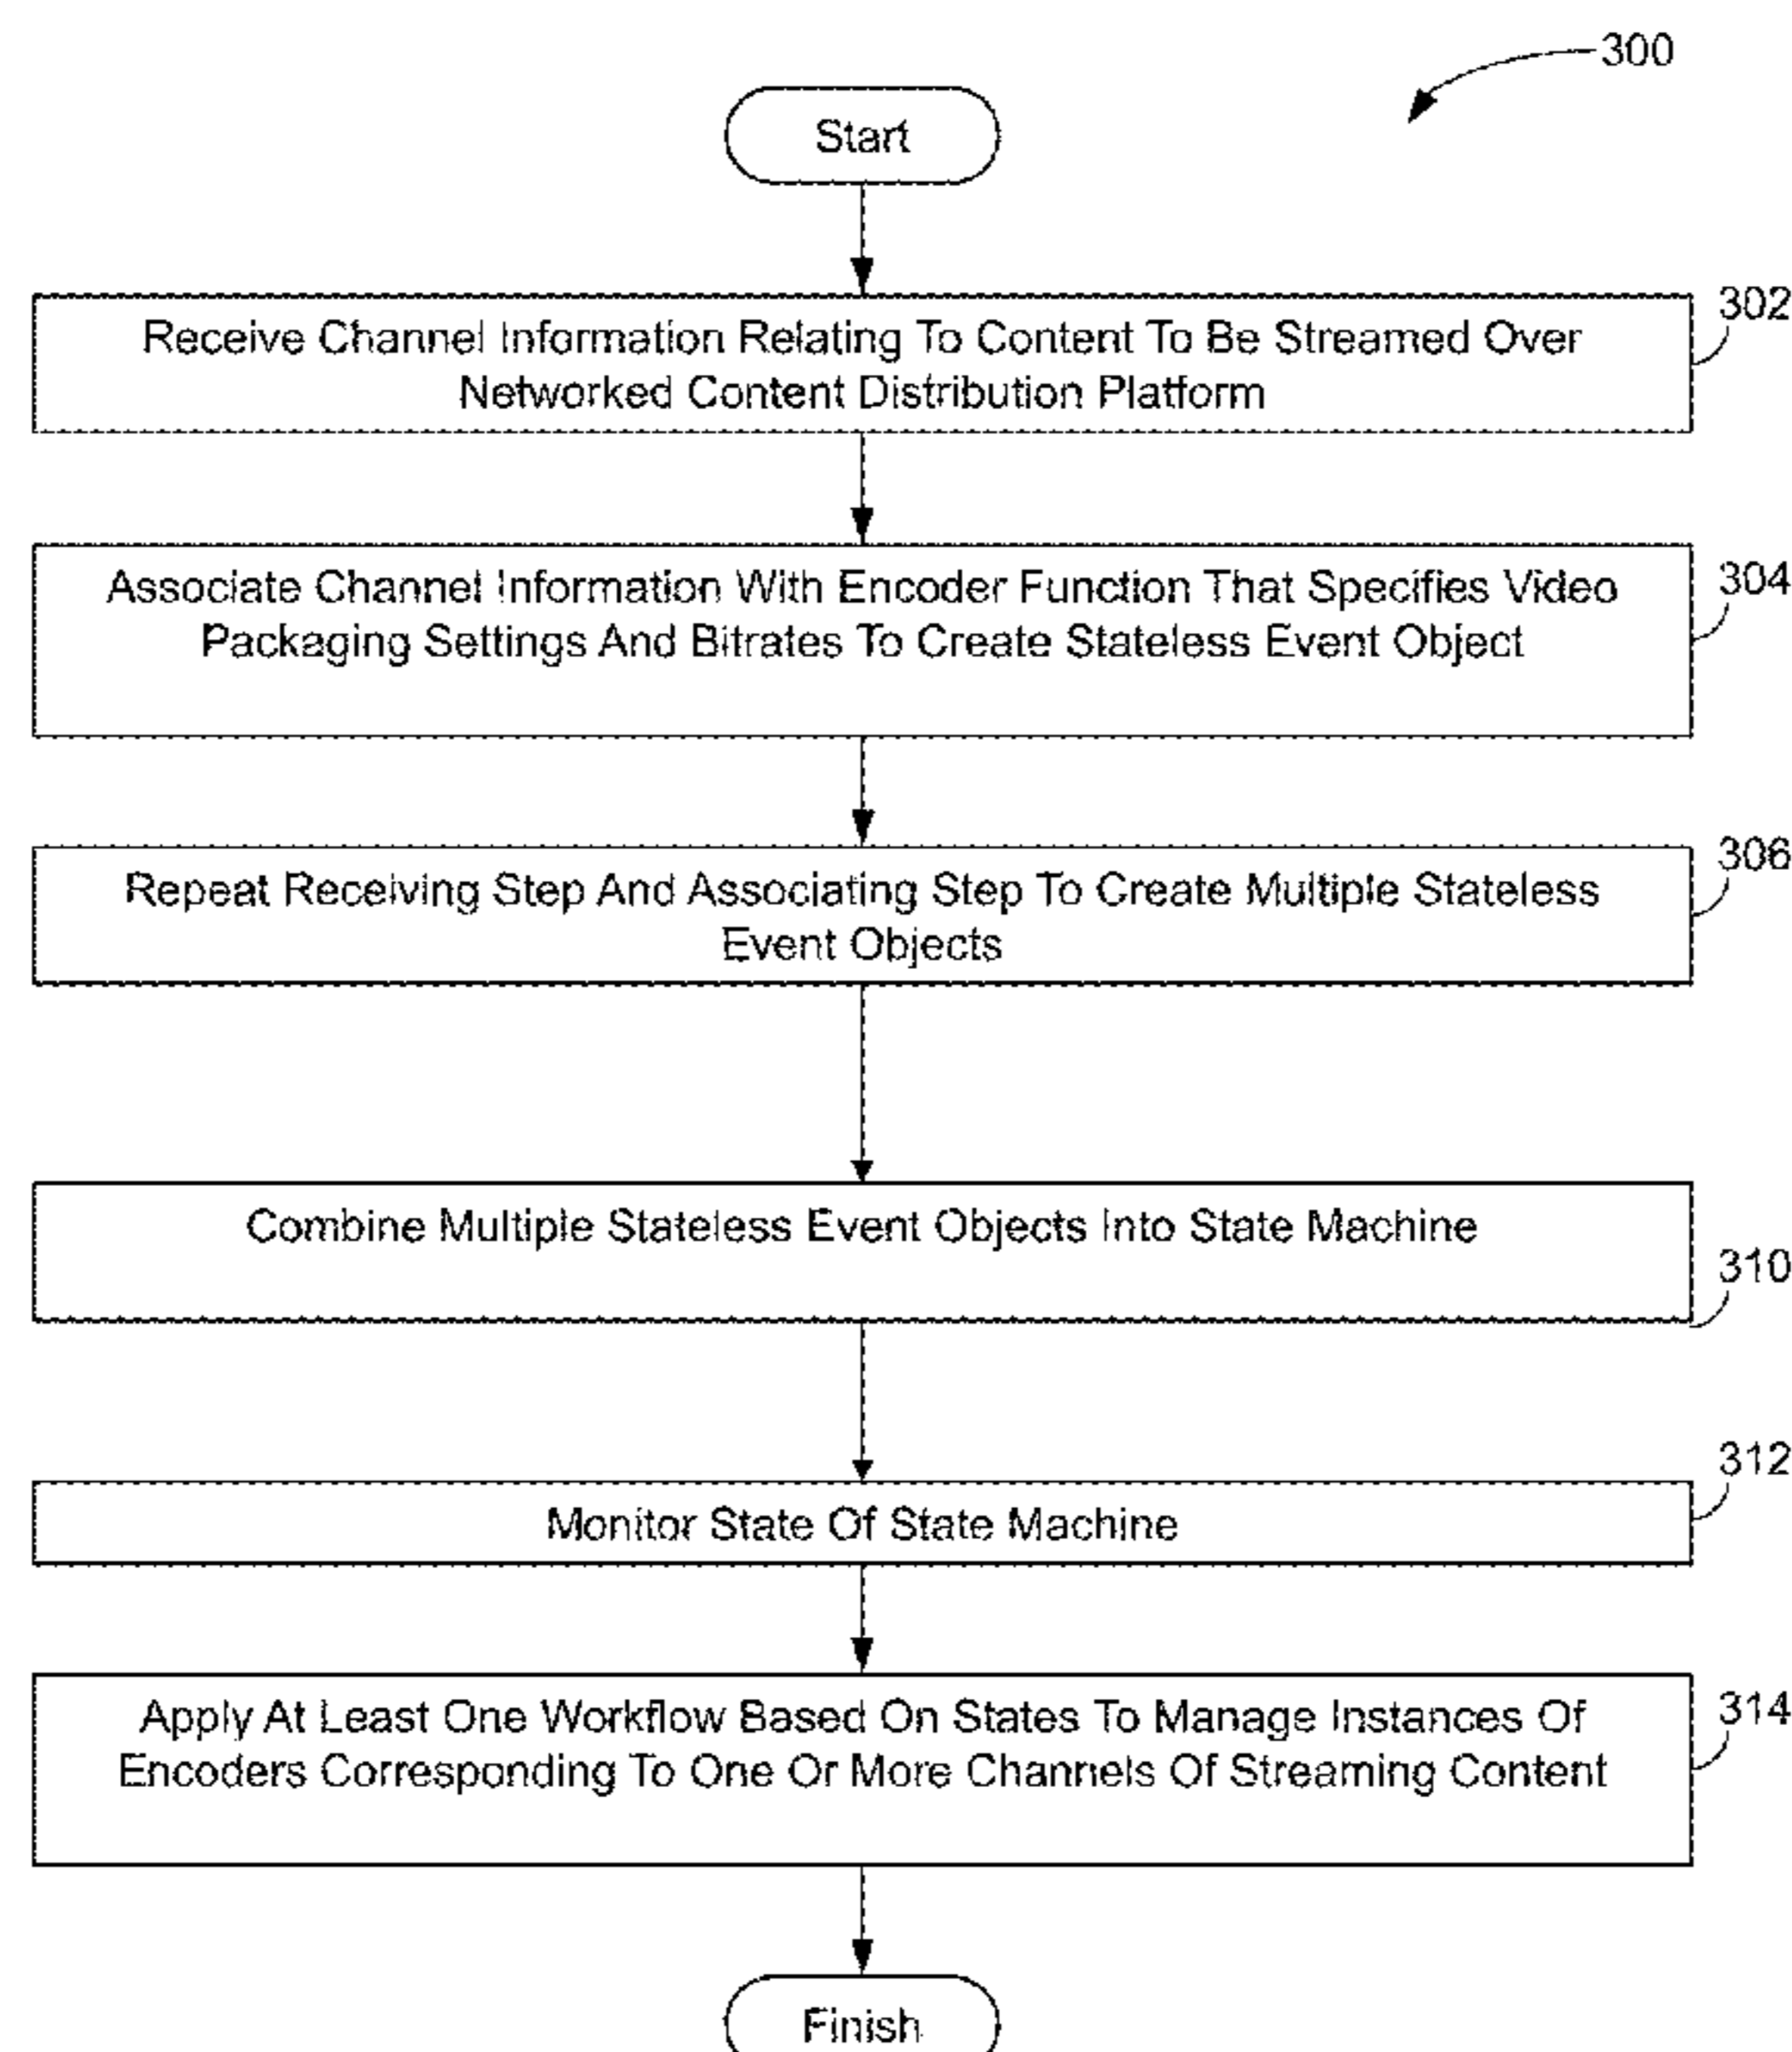 300
Start
302
Receive Channel Information Relating To Content To Be Streamed Over
Networked Content Distribution Platform
304
Associate Channel Information With Encoder Function That Specifies Video
Packaging Settings And Bitrates To Create Stateless Event Object
306
Repeat Receiving Step And Associating Step To Create Multiple Stateless
Event Objects
Combine Multiple Stateless Event Objects Into State Machine
310
312
Monitor State Of State Machine
314
Apply At Least One Workflow Based On States To Manage Instances Of
Encoders Corresponding To One Or More Channels Of Streaming Content
Finish